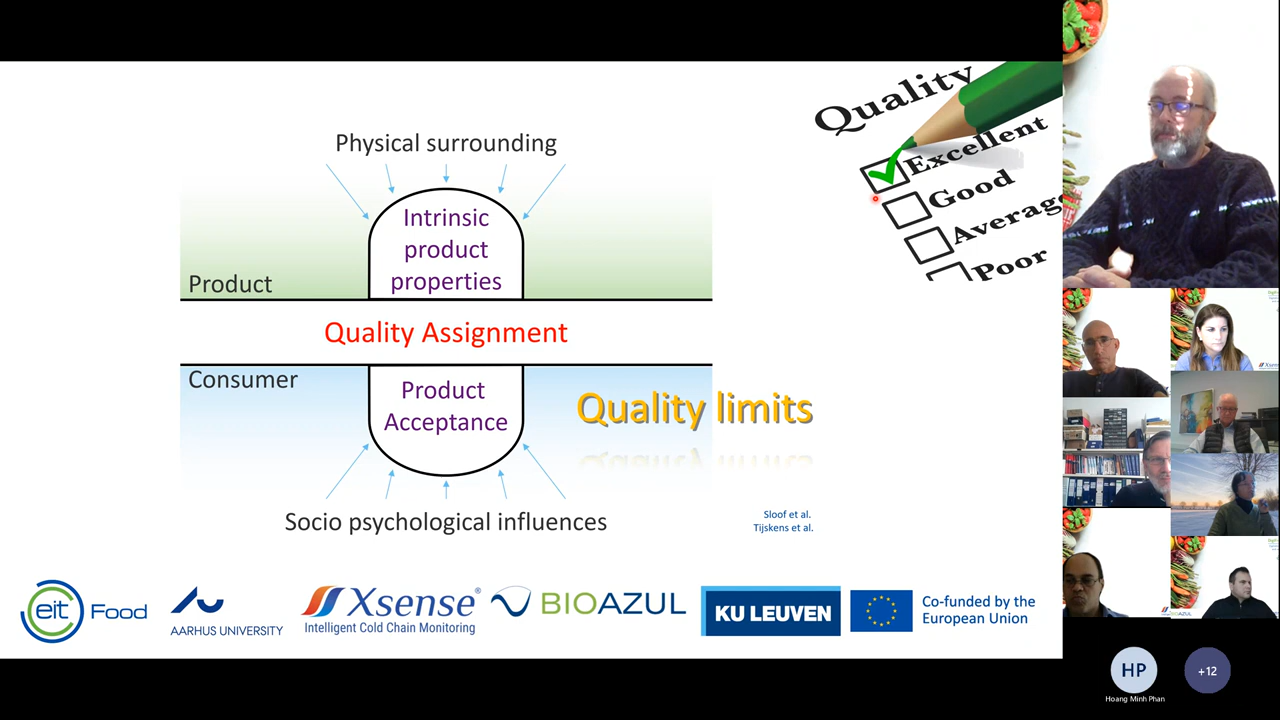 Physical surrounding
Intrinsic
product
properties
Product
Quality Assignment
Consumer
Product
Acceptance
Quality limits
Socio psychological influences
Sloof et al.
Tijskens et al.
Quality
Excellent
Good
Average
Poor
eit Food
AARHUS UNIVERSITY
Xsense®
Intelligent Cold Chain Monitoring
BIOAZUL
KU LEUVEN
Co-funded by the
European Union
HP
Hoang Minh Phan
+12